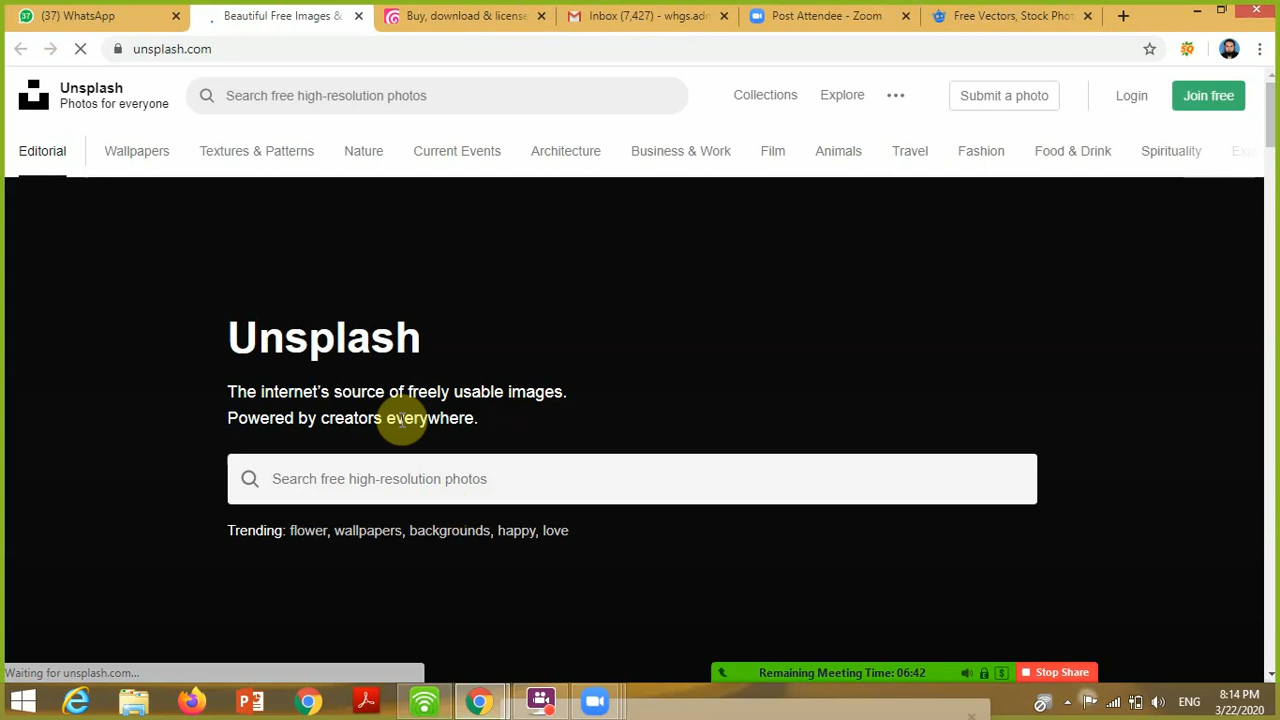 (37) WhatsApp
Beautiful Free Images &
Buy, download & license
Inbox (7,427) - whgs.adm
Post Attendee - Zoom
Free Vectors, Stock Phot
unsplash.com
Unsplash
Photos for everyone
Search free high-resolution photos
Collections
Explore
Submit a photo
Login
Join free
Editorial
Wallpapers
Textures & Patterns
Nature
Current Events
Architecture
Business & Work
Film
Animals
Travel
Fashion
Food & Drink
Spirituality
Unsplash
The internet's source of freely usable images.
Powered by creators everywhere.
Search free high-resolution photos
Trending: flower, wallpapers, backgrounds, happy, love
Waiting for unsplash.com...
Remaining Meeting Time: 06:42
Stop Share
ENG
8:14 PM
3/22/2020